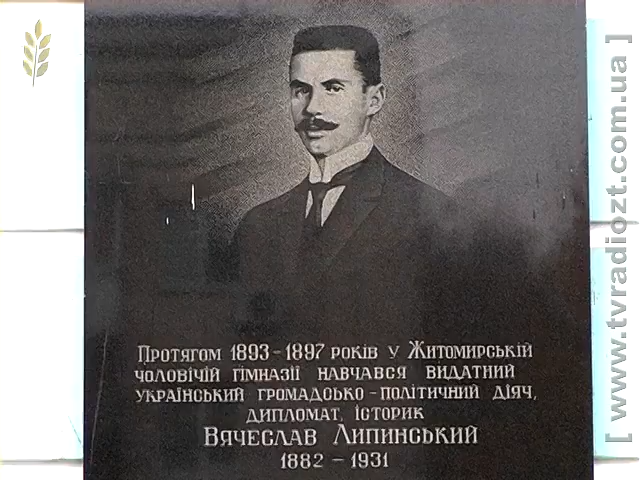 Протягом 1893-1897 років у Житомирській
чоловічій гімназії навчався видатний
український громадсько-політичний діяч,
дипломат, історик
Вячеслав Липинський
1882 - 1931
[ www.tvradiozt.com.ua ]